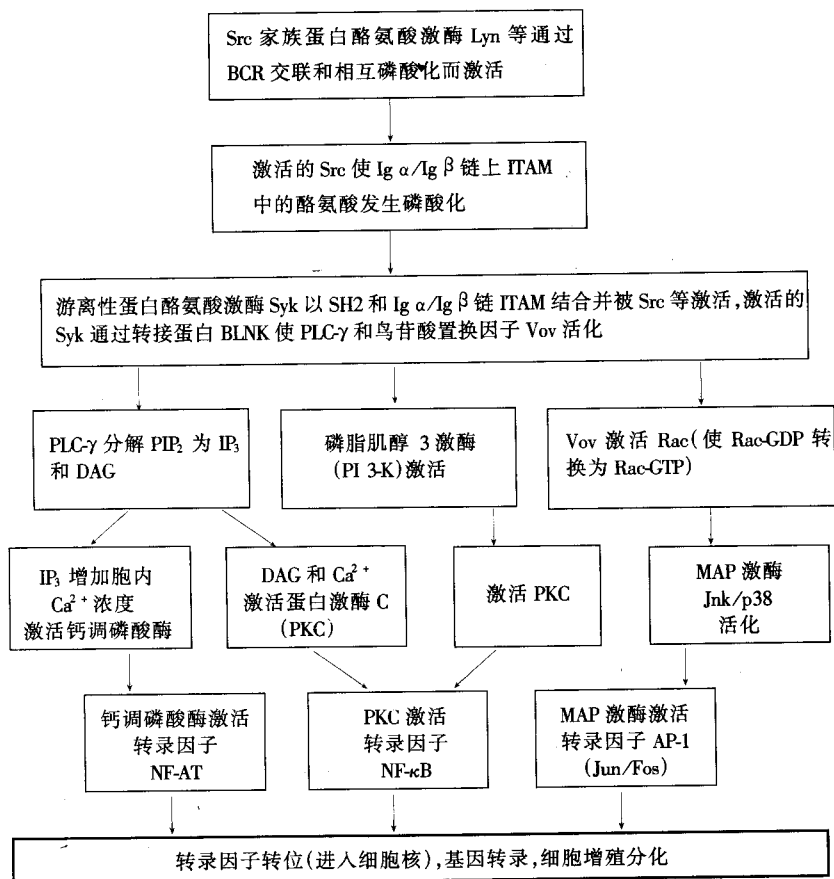 Src 家族蛋白酪氨酸激酶 Lyn 等通过
BCR 交联和相互磷酸化而激活
激活的 Src 使 Ig α/Ig β 链上 ITAM
中的酪氨酸发生磷酸化
游离性蛋白酪氨酸激酶 Syk 以 SH2 和 Ig α/Ig β 链 ITAM 结合并被 Src 等激活,激活的
Syk 通过转接蛋白 BLNK 使 PLC-γ 和鸟苷酸置换因子 Vov 活化
PLC-γ 分解 PIP₂ 为 IP₃
和 DAG
磷脂肌醇 3 激酶
(PI 3-K)激活
Vov 激活 Rac(使 Rac-GDP 转
换为 Rac-GTP)
IP₃ 增加胞内
Ca²⁺ 浓度
激活钙调磷酸酶
DAG 和 Ca²⁺
激活蛋白激酶 C
(PKC)
激活 PKC
MAP 激酶
Jnk/p38
活化
钙调磷酸酶激活
转录因子
NF-AT
PKC 激活
转录因子
NF-κB
MAP 激酶激活
转录因子 AP-1
(Jun/Fos)
转录因子转位(进入细胞核),基因转录,细胞增殖分化